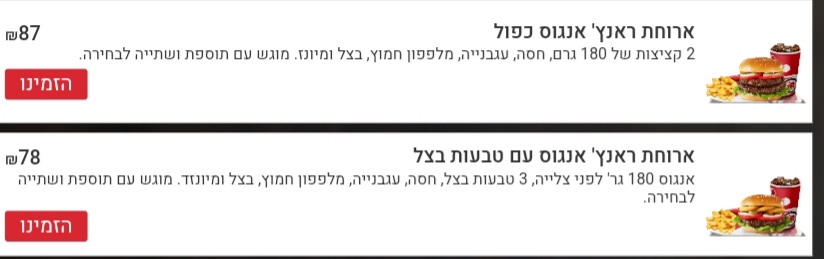 ארוחת ראנץ' אנגוס כפול
₪87
2 קציצות של 180 גרם, חסה, עגבנייה, מלפפון חמוץ, בצל ומיונז. מוגש עם תוספת ושתייה לבחירה.
הזמינו
ארוחת ראנץ' אנגוס עם טבעות בצל
₪78
אנגוס 180 גר' לפני צלייה, 3 טבעות בצל, חסה, עגבנייה, מלפפון חמוץ, בצל ומיונזד. מוגש עם תוספת ושתייה
לבחירה.
הזמינו